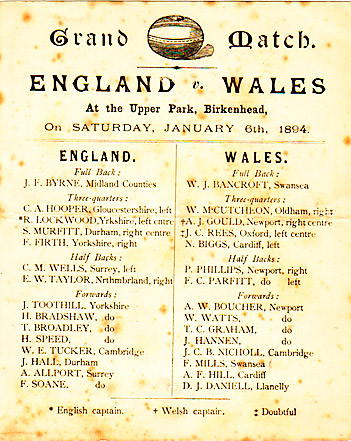 Grand Match.
ENGLAND v. WALES
At the Upper Park, Birkenhead,
On SATURDAY, JANUARY 6th, 1894.
ENGLAND.
Full Back:
J. F. BYRNE, Midland Counties
Three-quarters:
C. A. HOOPER, Gloucestershire, left
*R. LOCKWOOD, Yrkshire, left cntre
S. MURFITT, Durham, right centre
F. FIRTH, Yorkshire, right
Half Backs:
C. M. WELLS, Surrey, left
E. W. TAYLOR, Nrthmbrland, right
Forwards:
J. TOOTHILL, Yorkshire
H. BRADSHAW, do
T. BROADLEY, do
H. SPEED, do
W. E. TUCKER, Cambridge
J. HALL, Durham
A. ALLPORT, Surrey
F. SOANE, do
WALES.
Full Back:
W. J. BANCROFT, Swansea
Three-quarters:
W. McCUTCHEON, Oldham, right
+A. J. GOULD, Newport, right centre
‡J. C. REES, Oxford, left centre
N. BIGGS, Cardiff, left
Half Backs:
P. PHILLIPS, Newport, right
F. C. PARFITT, do left
Forwards:
A. W. BOUCHER, Newport
W. WATTS, do
T. C. GRAHAM, do
J. HANNEN, do
J. C. B. NICHOLL, Cambridge
F. MILLS, Swansea
A. F. HILL, Cardiff
D. J. DANIELL, Llanelly
* English captain. + Welsh captain. ‡ Doubtful